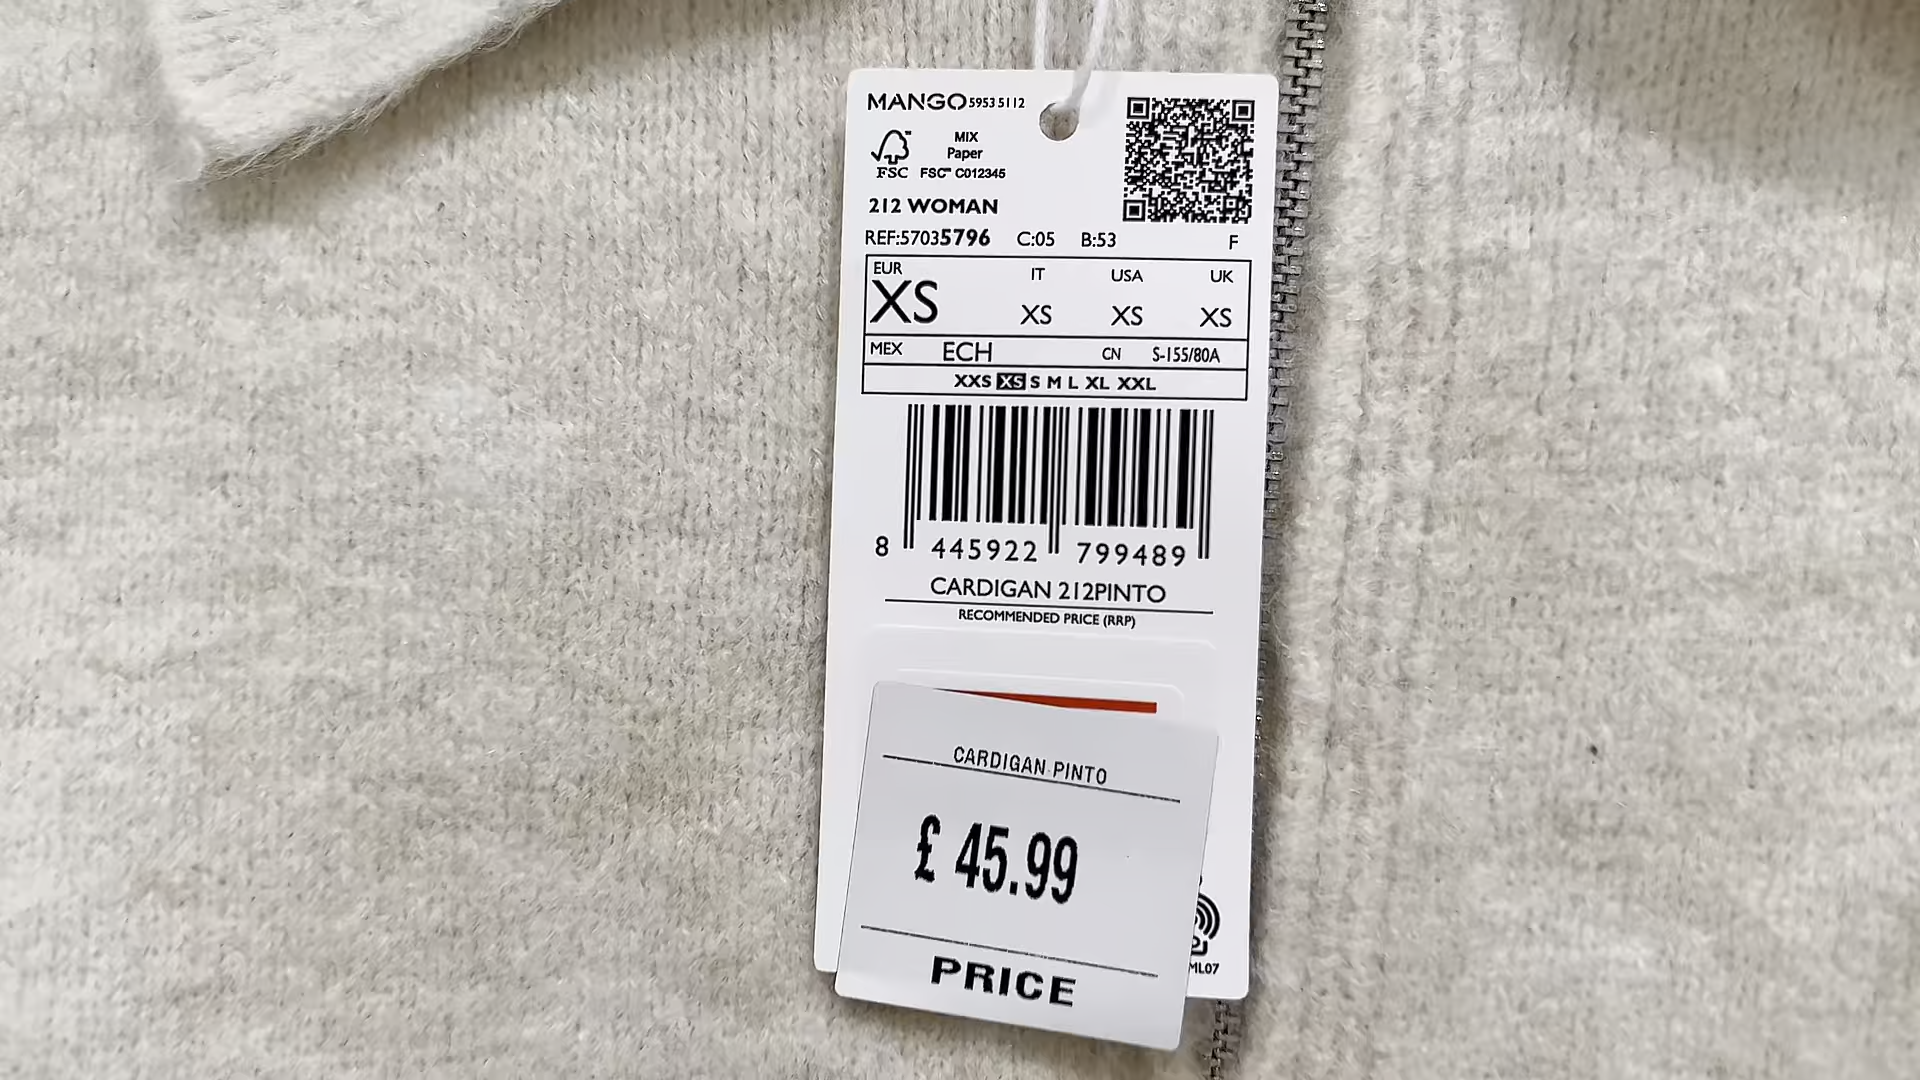 MANGO 5953 5112
MIX
Paper
FSC FSC™ C012345
212 WOMAN
REF:57035796 C:05 B:53 F
EUR IT USA UK
XS XS XS XS
MEX ECH CN S-155/80A
XXS XS S M L XL XXL
8 445922 799489
CARDIGAN 212PINTO
RECOMMENDED PRICE (RRP)
CARDIGAN PINTO
£ 45.99
PRICE
ML07